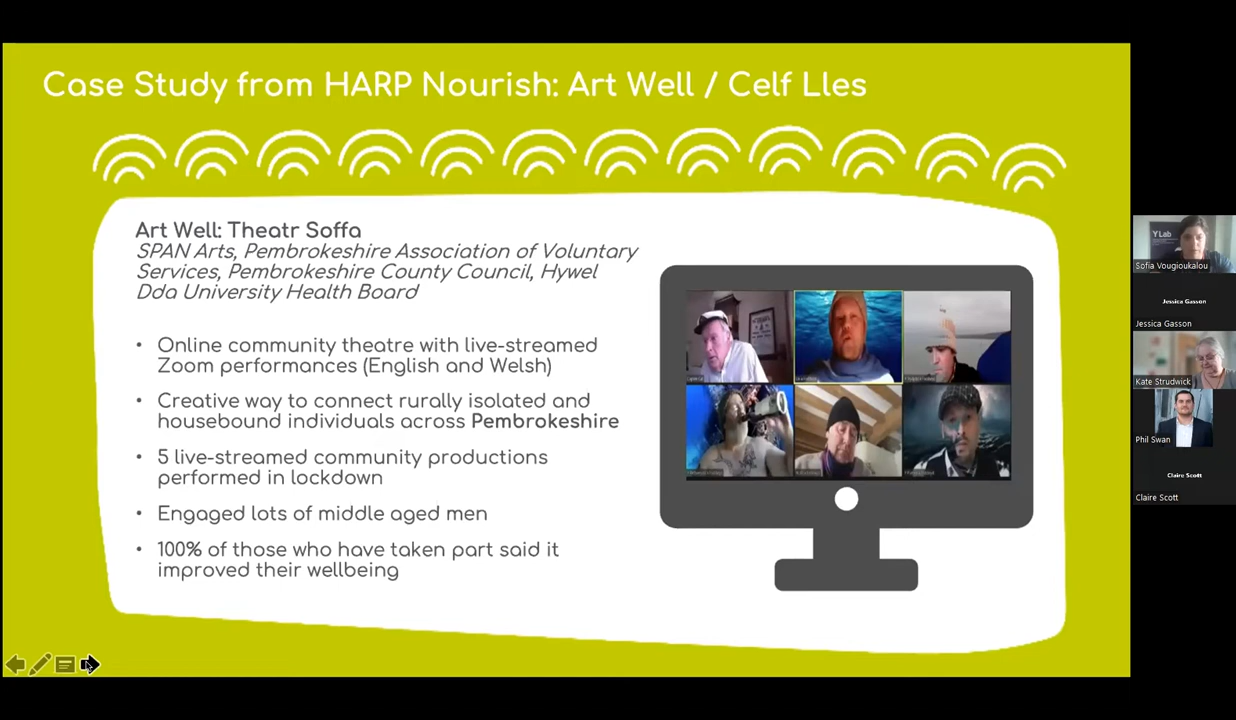 Case Study from HARP Nourish: Art Well / Celf Lles
Art Well: Theatr Soffa
SPAN Arts, Pembrokeshire Association of Voluntary
Services, Pembrokeshire County Council, Hywel
Dda University Health Board
• Online community theatre with live-streamed
Zoom performances (English and Welsh)
• Creative way to connect rurally isolated and
housebound individuals across Pembrokeshire
• 5 live-streamed community productions
performed in lockdown
• Engaged lots of middle aged men
• 100% of those who have taken part said it
improved their wellbeing
Y Lab
Sofia Vougioukalou
Jessica Gasson
Jessica Gasson
Kate Strudwick
Phil Swan
Claire Scott
Claire Scott